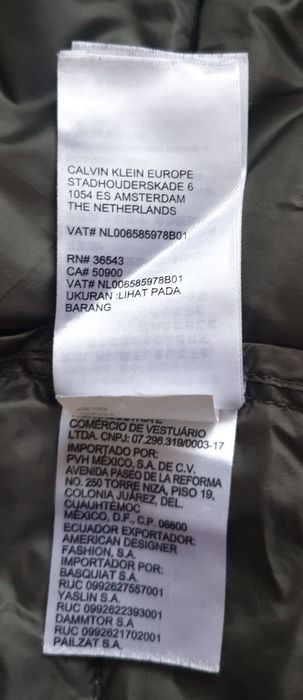 CALVIN KLEIN EUROPE
STADHOUDERSKADE 6
1054 ES AMSTERDAM
THE NETHERLANDS
VAT# NL006585978B01
RN# 36543
CA# 50900
VAT# NL006585978B01
UKURAN :LIHAT PADA
BARANG
COMÉRCIO DE VESTUÁRIO
LTDA. CNPJ: 07.296.319/0003-17
IMPORTADO POR:
PVH MÉXICO, S.A. DE C.V.
AVENIDA PASEO DE LA REFORMA
NO. 250 TORRE NIZA, PISO 19,
COLONIA JUÁREZ, DEL.
CUAUHTEMOC
MÉXICO, D.F., C.P. 06600
ECUADOR EXPORTADOR:
AMERICAN DESIGNER
FASHION, S.A.
IMPORTADOR POR:
BASQUIAT S.A.
RUC 0992627557001
YASLIN S.A.
RUC 0992622393001
DAMMTOR S.A
RUC 0992621702001
PAILZAT S.A.